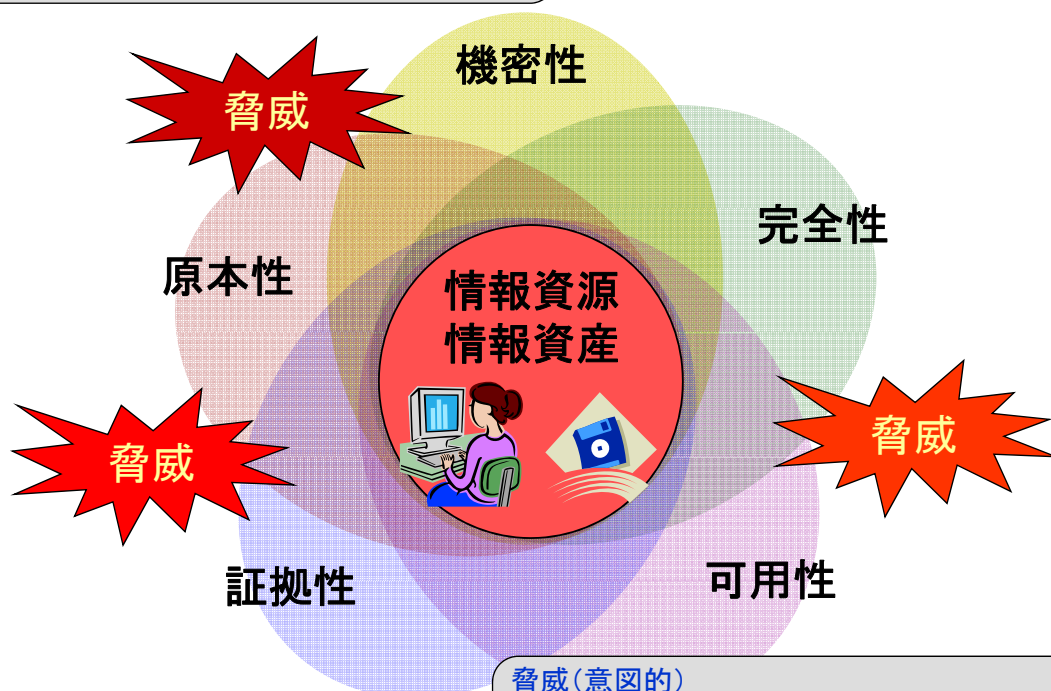 機密性
脅威
完全性
原本性
情報資源
情報資産
脅威
脅威
証拠性
可用性
脅威(意図的)